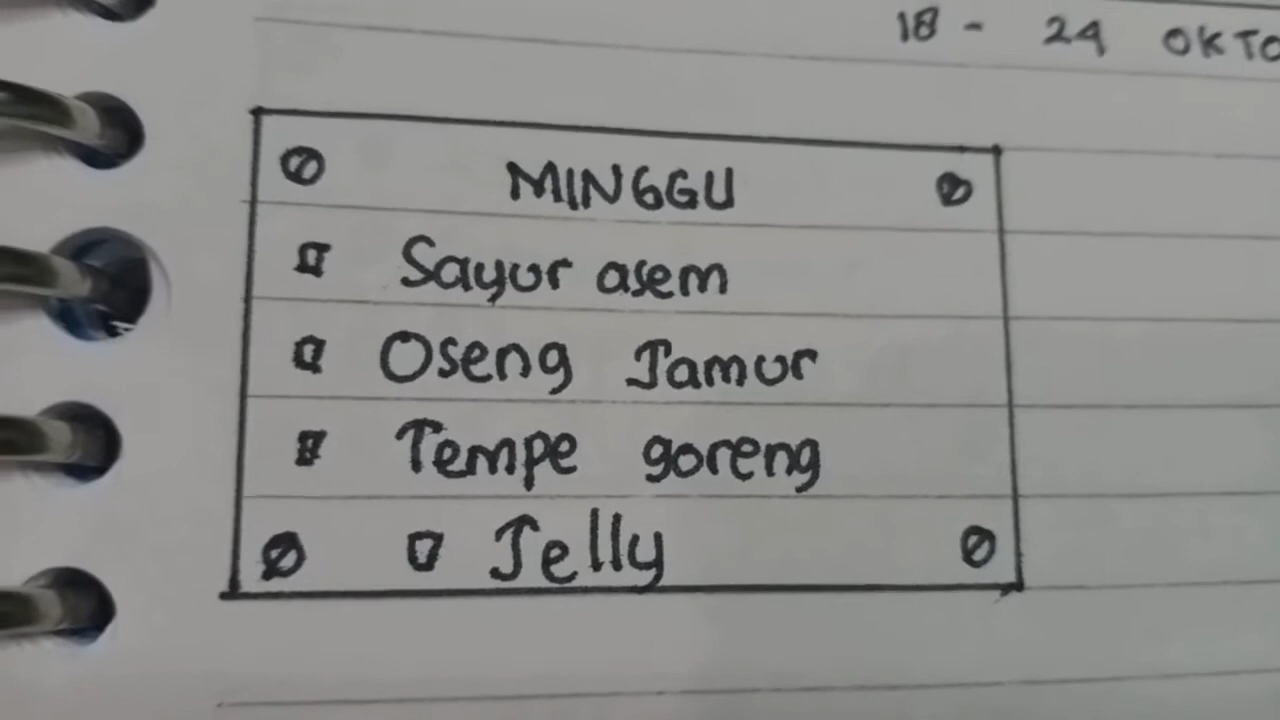 18 - 24 OKTO
MINGGU
Sayur asem
Oseng Jamur
Tempe goreng
Jelly